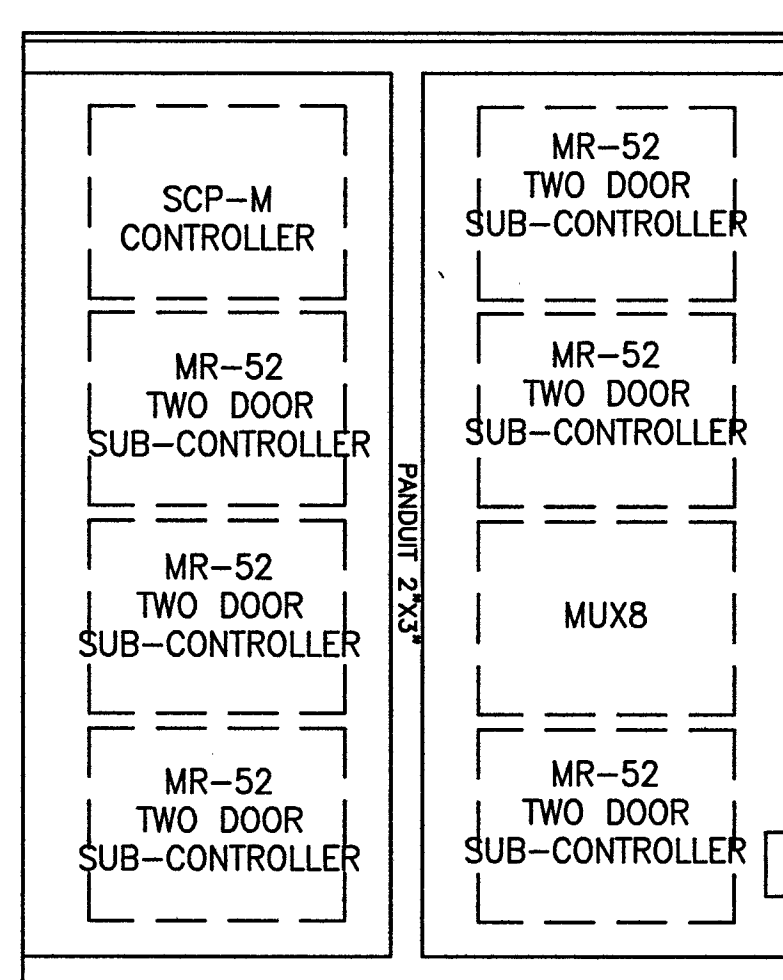 SCP-M
CONTROLLER
MR-52
TWO DOOR
SUB-CONTROLLER
MR-52
TWO DOOR
SUB-CONTROLLER
MR-52
TWO DOOR
SUB-CONTROLLER
PANDUIT 2"X3"
MR-52
TWO DOOR
SUB-CONTROLLER
MR-52
TWO DOOR
SUB-CONTROLLER
MUX8
MR-52
TWO DOOR
SUB-CONTROLLER